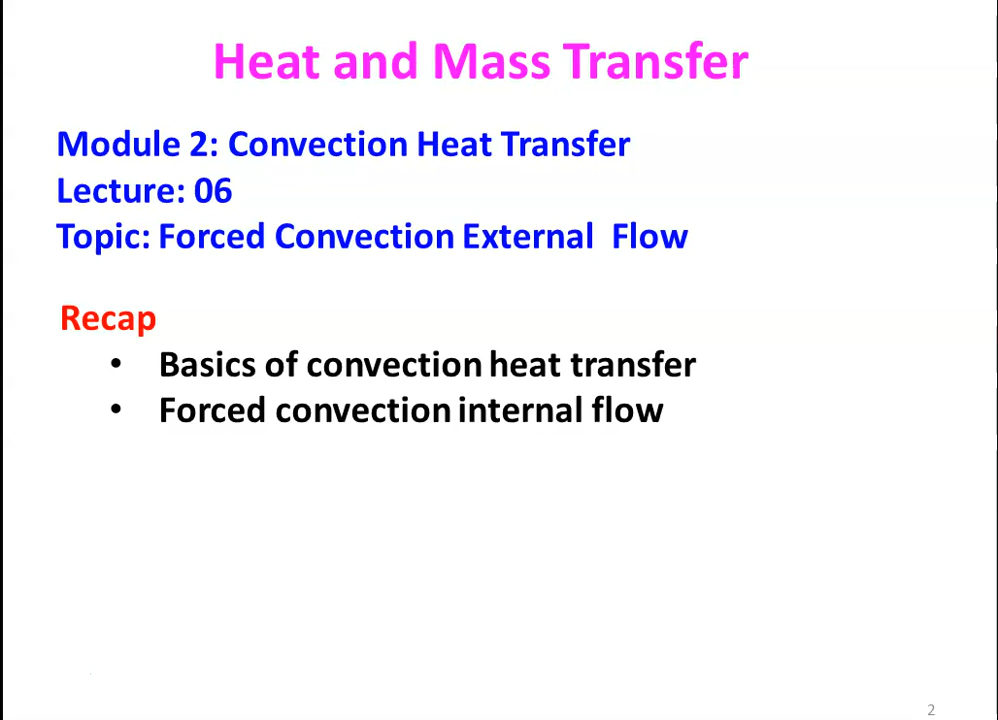 Heat and Mass Transfer
Module 2: Convection Heat Transfer
Lecture: 06
Topic: Forced Convection External Flow
Recap
• Basics of convection heat transfer
• Forced convection internal flow
2